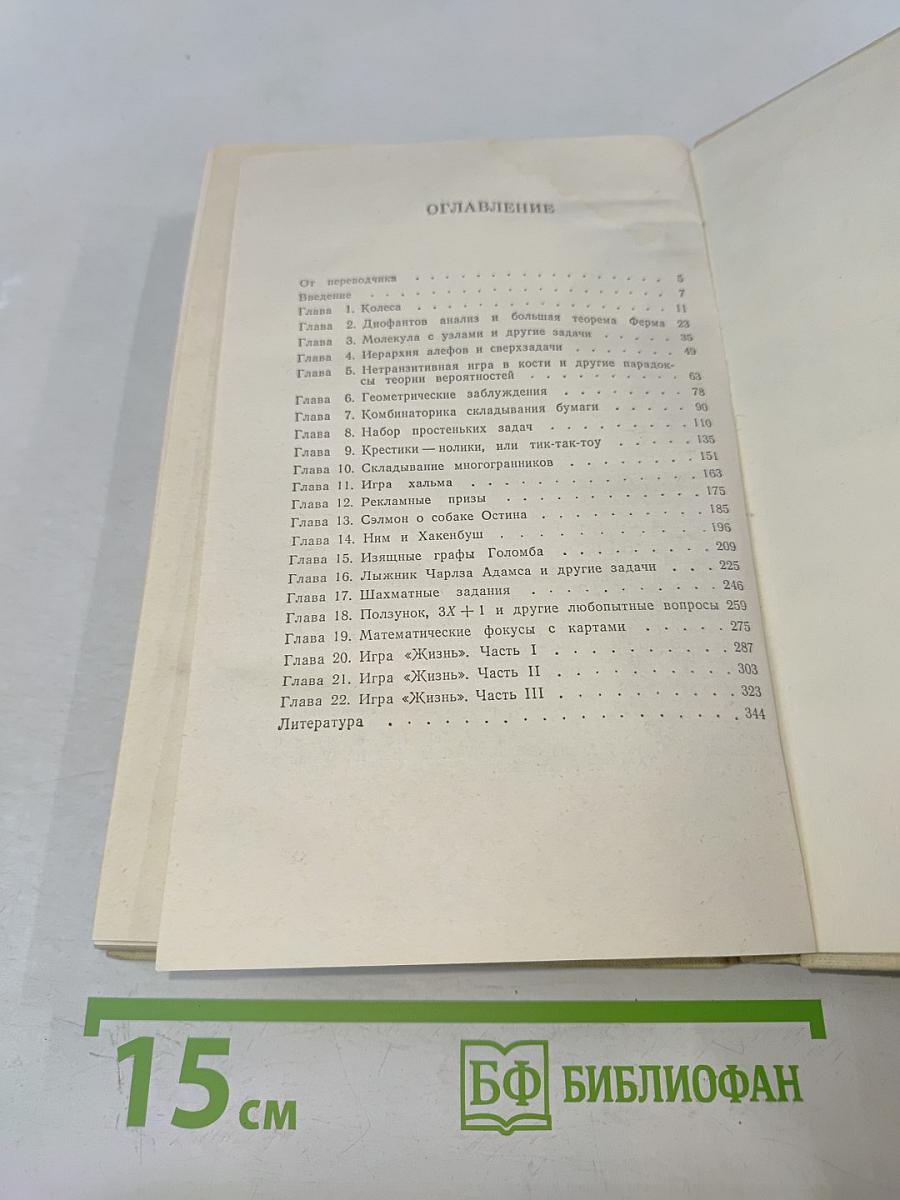 ОГЛАВЛЕНИЕ
От переводчика . . . . . . . . . . . . . . . . 5
Введение . . . . . . . . . . . . . . . . . . . 7
Глава 1. Колеса . . . . . . . . . . . . . . . 11
Глава 2. Диофантов анализ и большая теорема Ферма 23
Глава 3. Молекула с узлами и другие задачи . . . . . 35
Глава 4. Иерархия алефов и сверхзадачи . . . . . . 49
Глава 5. Нетранзитивная игра в кости и другие парадок-
сы теории вероятностей . . . . . . . . . 63
Глава 6. Геометрические заблуждения . . . . . . . . 78
Глава 7. Комбинаторика складывания бумаги . . . . . 90
Глава 8. Набор простеньких задач . . . . . . . . 110
Глава 9. Крестики — нолики, или тик-так-тоу . . . . . 135
Глава 10. Складывание многогранников . . . . . . . 151
Глава 11. Игра хальма . . . . . . . . . . . . . 163
Глава 12. Рекламные призы . . . . . . . . . . . 175
Глава 13. Сэлмон о собаке Остина . . . . . . . . . 185
Глава 14. Ним и Хакенбуш . . . . . . . . . . . 196
Глава 15. Изящные графы Голомба . . . . . . . . 209
Глава 16. Лыжник Чарлза Адамса и другие задачи . . . 225
Глава 17. Шахматные задания . . . . . . . . . . 246
Глава 18. Ползунок, 3X + 1 и другие любопытные вопросы 259
Глава 19. Математические фокусы с картами . . . . . 275
Глава 20. Игра «Жизнь». Часть I . . . . . . . . . 287
Глава 21. Игра «Жизнь». Часть II . . . . . . . . . 303
Глава 22. Игра «Жизнь». Часть III . . . . . . . . . 323
Литература . . . . . . . . . . . . . . . . . . . 344
15 см
БФ БИБЛИОФАН